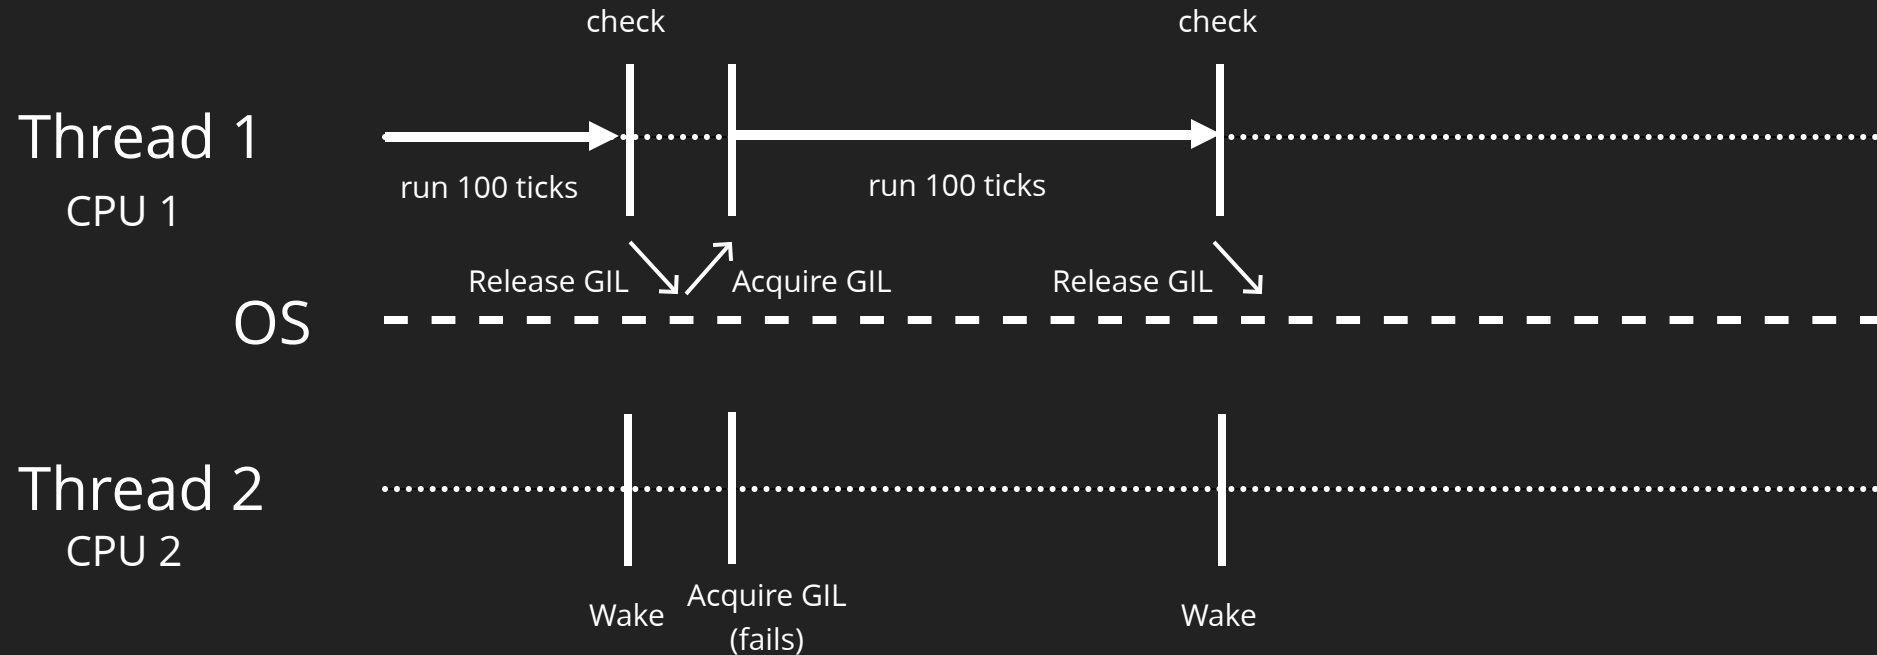 check
check
Thread 1
run 100 ticks
run 100 ticks
CPU 1
Release GIL
Acquire GIL
Release GIL
OS
Thread 2
CPU 2
Wake
Acquire GIL
(fails)
Wake